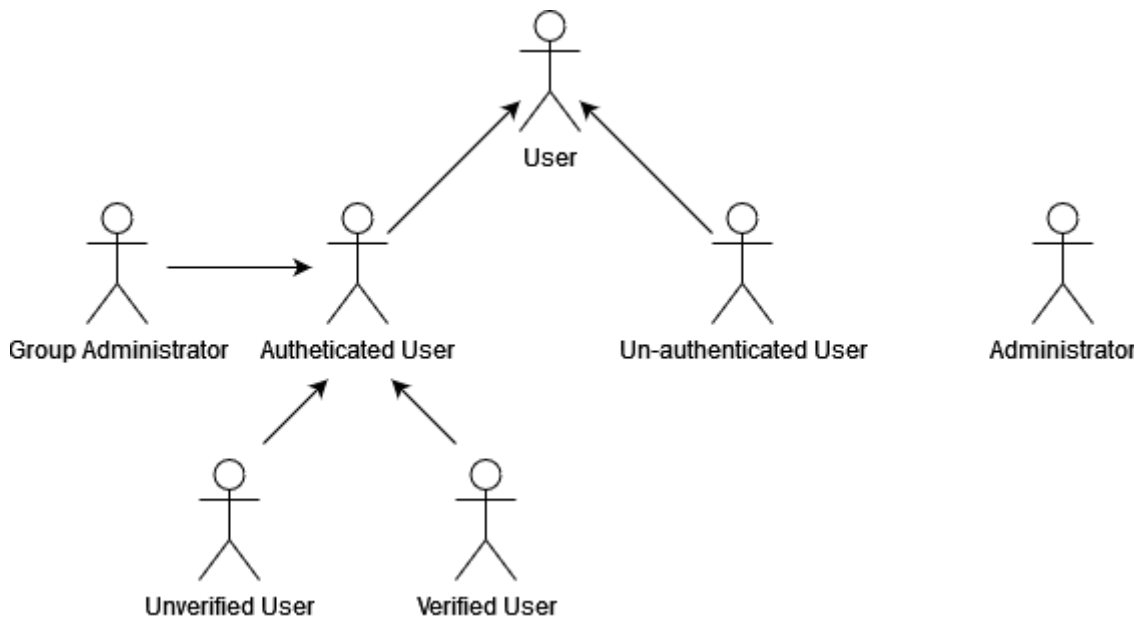 User
Group Administrator
Autheticated User
Un-authenticated User
Administrator
Unverified User
Verified User